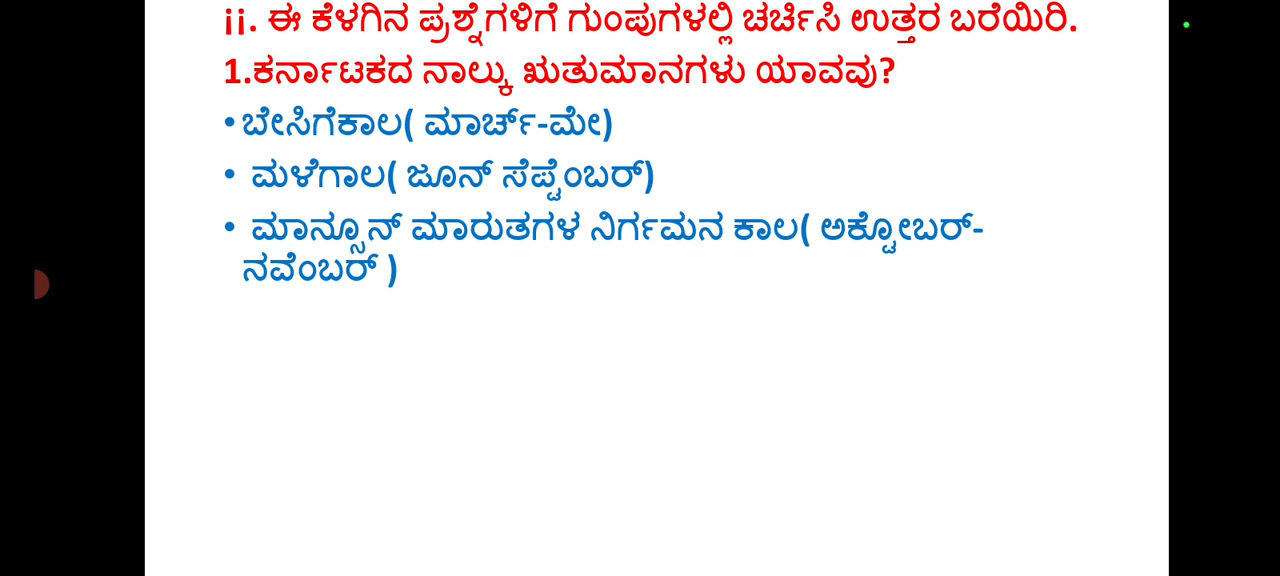 ii. ಈ ಕೆಳಗಿನ ಪ್ರಶ್ನೆಗಳಿಗೆ ಗುಂಪುಗಳಲ್ಲಿ ಚರ್ಚಿಸಿ ಉತ್ತರ ಬರೆಯಿರಿ.
1.ಕರ್ನಾಟಕದ ನಾಲ್ಕು ಋತುಮಾನಗಳು ಯಾವವು?
• ಬೇಸಿಗೆಕಾಲ( ಮಾರ್ಚ್-ಮೇ)
• ಮಳೆಗಾಲ( ಜೂನ್ ಸೆಪ್ಟೆಂಬರ್)
• ಮಾನ್ಸೂನ್ ಮಾರುತಗಳ ನಿರ್ಗಮನ ಕಾಲ( ಅಕ್ಟೋಬರ್-
ನವೆಂಬರ್ )